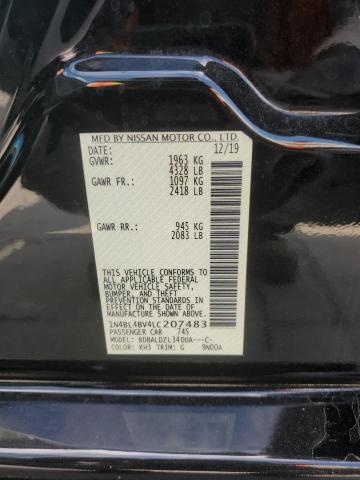 MFD BY NISSAN MOTOR CO., LTD.
DATE: 12/19
GVWR: 1963 KG
4328 LB
GAWR FR.: 1097 KG
2418 LB
GAWR RR.: 945 KG
2083 LB
THIS VEHICLE CONFORMS TO
ALL APPLICABLE FEDERAL
MOTOR VEHICLE SAFETY,
BUMPER, AND THEFT
PREVENTION STANDARDS IN
EFFECT ON THE DATE OF
MANUFACTURE SHOWN ABOVE.
1N4BL4BV4LC207483
PASSENGER CAR 745
MODEL: BDBALDZL34DUA---C-
COLOR: KH3 TRIM: G 9N00A